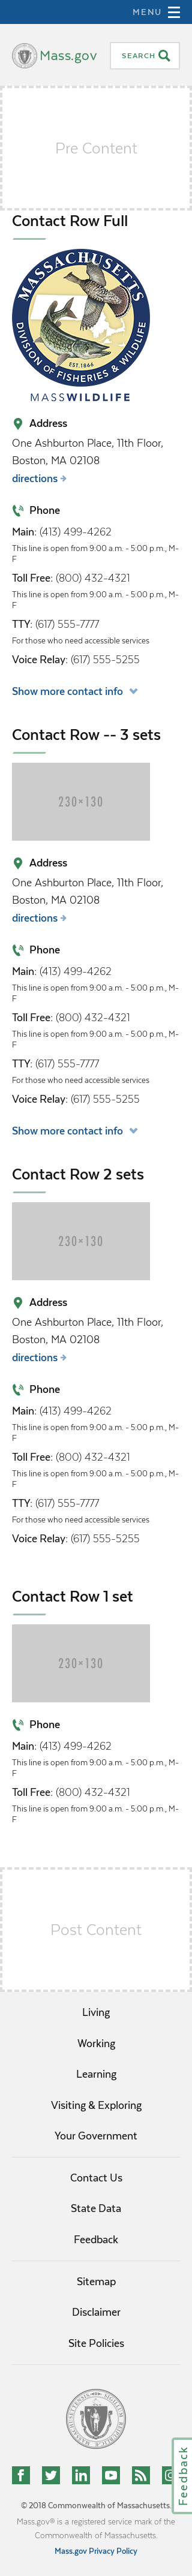 MENU
Mass.gov
SEARCH
Pre Content
Contact Row Full
MASSACHUSETTS
DIVISION OF FISHERIES & WILDLIFE
MASSWILDLIFE
Address
One Ashburton Place, 11th Floor,
Boston, MA 02108
directions
Phone
Main: (413) 499-4262
This line is open from 9:00 a.m. - 5:00 p.m., M-
F
Toll Free: (800) 432-4321
This line is open from 9:00 a.m. - 5:00 p.m., M-
F
TTY: (617) 555-7777
For those who need accessible services
Voice Relay: (617) 555-5255
Show more contact info
Contact Row -- 3 sets
230×130
Address
One Ashburton Place, 11th Floor,
Boston, MA 02108
directions
Phone
Main: (413) 499-4262
This line is open from 9:00 a.m. - 5:00 p.m., M-
F
Toll Free: (800) 432-4321
This line is open from 9:00 a.m. - 5:00 p.m., M-
F
TTY: (617) 555-7777
For those who need accessible services
Voice Relay: (617) 555-5255
Show more contact info
Contact Row 2 sets
230×130
Address
One Ashburton Place, 11th Floor,
Boston, MA 02108
directions
Phone
Main: (413) 499-4262
This line is open from 9:00 a.m. - 5:00 p.m., M-
F
Toll Free: (800) 432-4321
This line is open from 9:00 a.m. - 5:00 p.m., M-
F
TTY: (617) 555-7777
For those who need accessible services
Voice Relay: (617) 555-5255
Contact Row 1 set
230×130
Phone
Main: (413) 499-4262
This line is open from 9:00 a.m. - 5:00 p.m., M-
F
Toll Free: (800) 432-4321
This line is open from 9:00 a.m. - 5:00 p.m., M-
F
Post Content
Living
Working
Learning
Visiting & Exploring
Your Government
Contact Us
State Data
Feedback
Sitemap
Disclaimer
Site Policies
Feedback
© 2018 Commonwealth of Massachusetts.
Mass.gov® is a registered service mark of the
Commonwealth of Massachusetts.
Mass.gov Privacy Policy